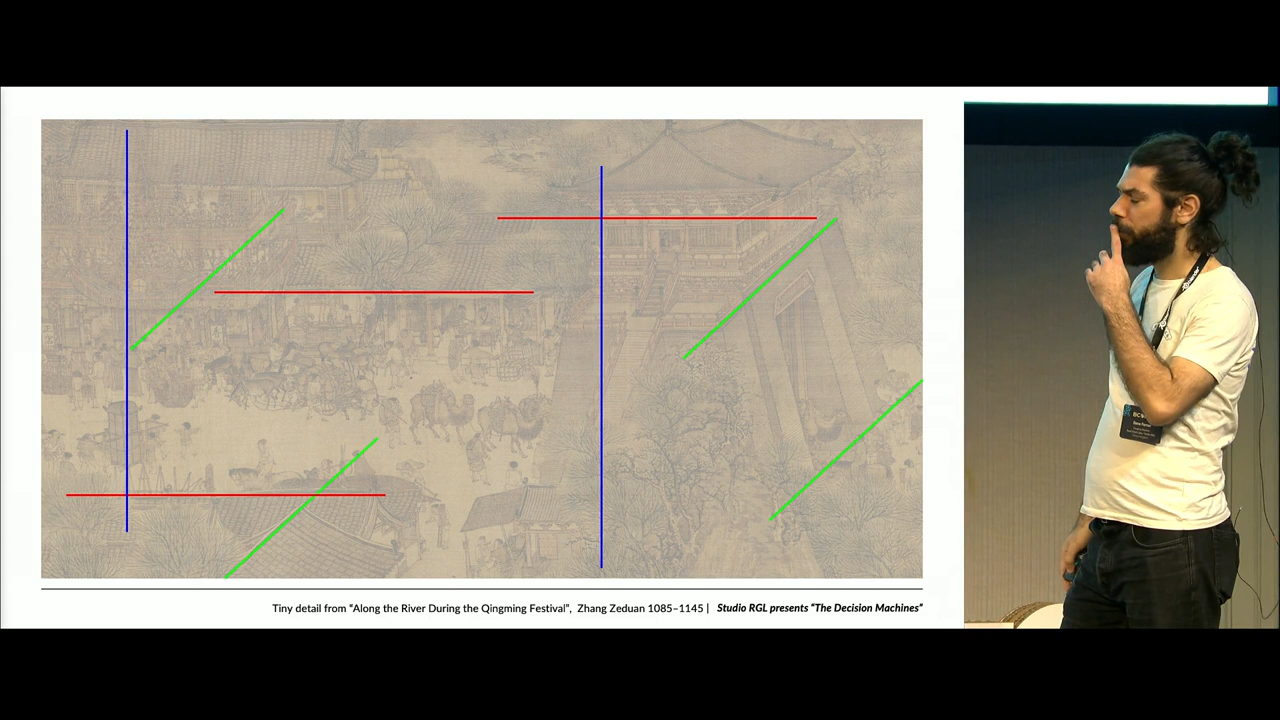 Tiny detail from “Along the River During the Qingming Festival”, Zhang Zeduan 1085–1145 | Studio RGL presents “The Decision Machines”